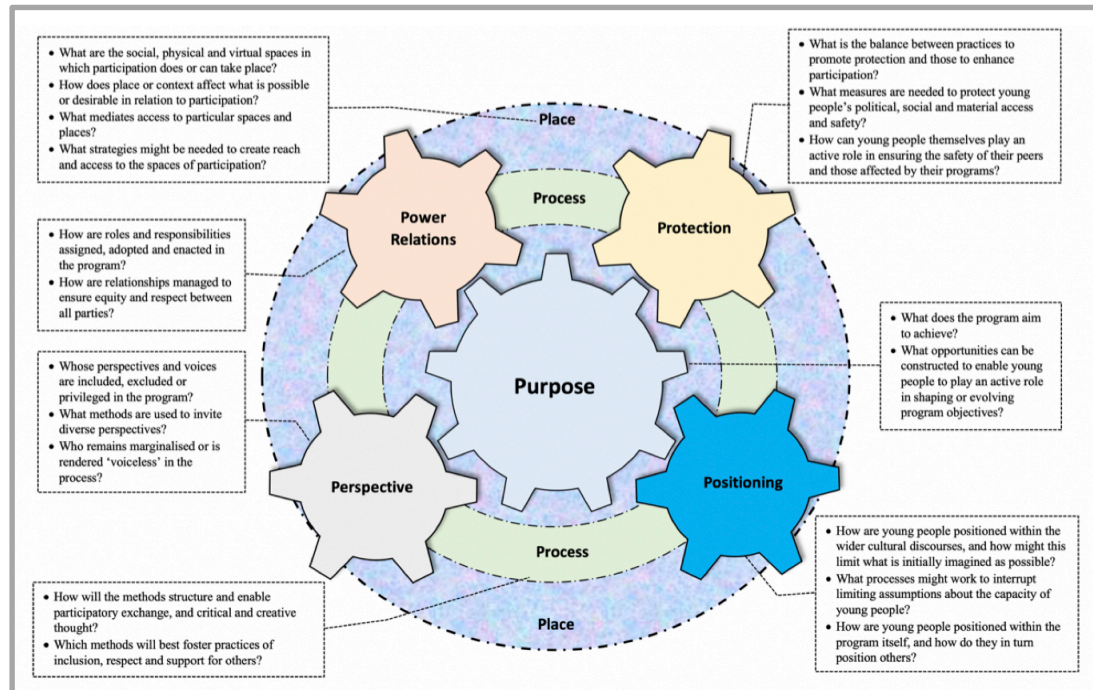 • What are the social, physical and virtual spaces in
which participation does or can take place?
• How does place or context affect what is possible
or desirable in relation to participation?
• What mediates access to particular spaces and
places?
• What strategies might be needed to create reach
and access to the spaces of participation?
• What is the balance between practices to
promote protection and those to enhance
participation?
• What measures are needed to protect young
people's political, social and material access
and safety?
• How can young people themselves play an
active role in ensuring the safety of their peers
and those affected by their programs?
Place
Process
Power
Relations
Protection
• How are roles and responsibilities
assigned, adopted and enacted in
the program?
• How are relationships managed to
ensure equity and respect between
all parties?
• What does the program aim
to achieve?
• What opportunities can be
constructed to enable young
people to play an active role
in shaping or evolving
program objectives?
Purpose
• Whose perspectives and voices
are included, excluded or
privileged in the program?
• What methods are used to invite
diverse perspectives?
• Who remains marginalised or is
rendered ‘voiceless’ in the
process?
Perspective
Positioning
Process
• How are young people positioned within the
wider cultural discourses, and how might this
limit what is initially imagined as possible?
• What processes might work to interrupt
limiting assumptions about the capacity of
young people?
• How are young people positioned within the
program itself, and how do they in turn
position others?
• How will the methods structure and enable
participatory exchange, and critical and creative
thought?
• Which methods will best foster practices of
inclusion, respect and support for others?
Place